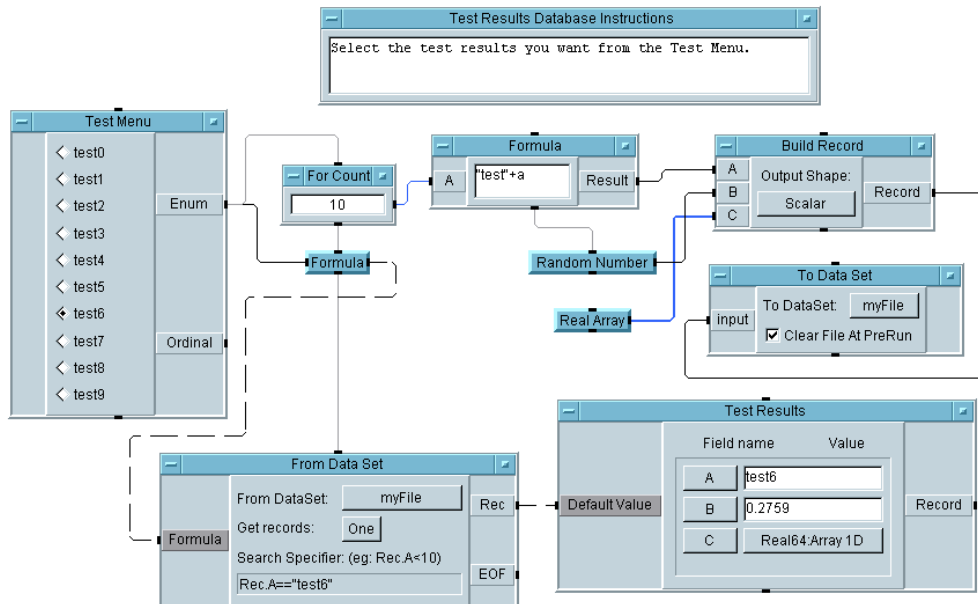 Test Results Database Instructions
Select the test results you want from the Test Menu.
Test Menu
test0
test1
test2
test3
test4
test5
test6
test7
test8
test9
Enum
Ordinal
For Count
10
Formula
Formula
A
"test"+a
Result
Random Number
Real Array
Build Record
A
B
C
Output Shape:
Scalar
Record
To Data Set
input
To DataSet:
myFile
Clear File At PreRun
From Data Set
Formula
From DataSet:
myFile
Get records:
One
Search Specifier: (eg: Rec.A<10)
Rec.A=="test6"
Rec
EOF
Test Results
Default Value
Field name Value
A test6
B 0.2759
C Real64:Array 1D
Record